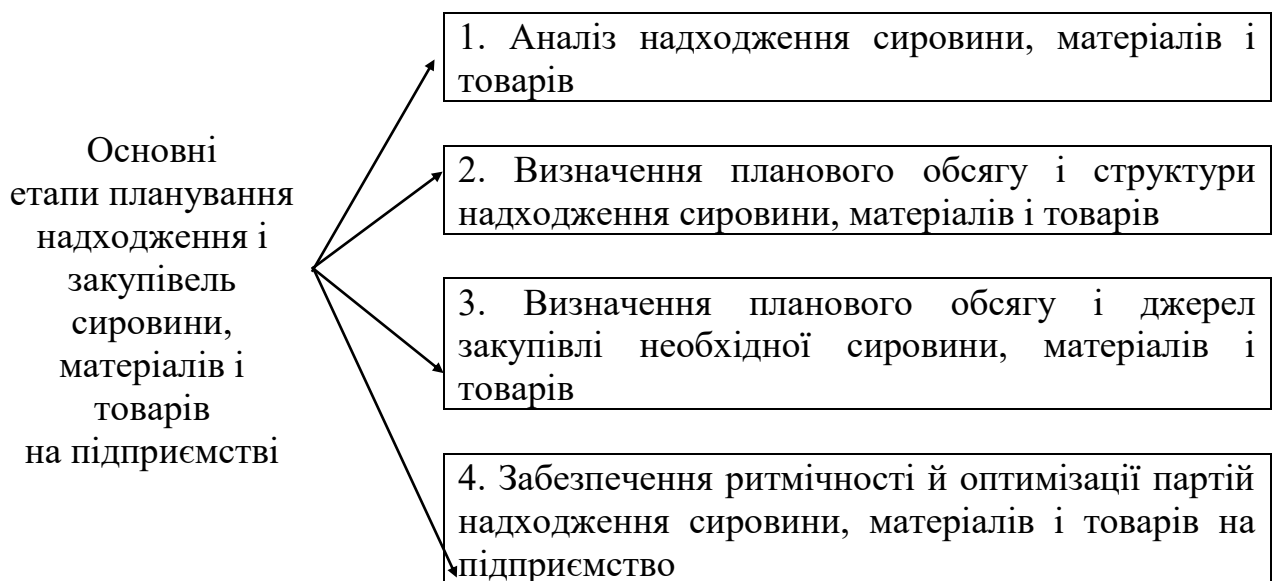 Основні
етапи планування
надходження і
закупівель
сировини,
матеріалів і
товарів
на підприємстві
1. Аналіз надходження сировини, матеріалів і
товарів
2. Визначення планового обсягу і структури
надходження сировини, матеріалів і товарів
3. Визначення планового обсягу і джерел
закупівлі необхідної сировини, матеріалів і
товарів
4. Забезпечення ритмічності й оптимізації партій
надходження сировини, матеріалів і товарів на
підприємство